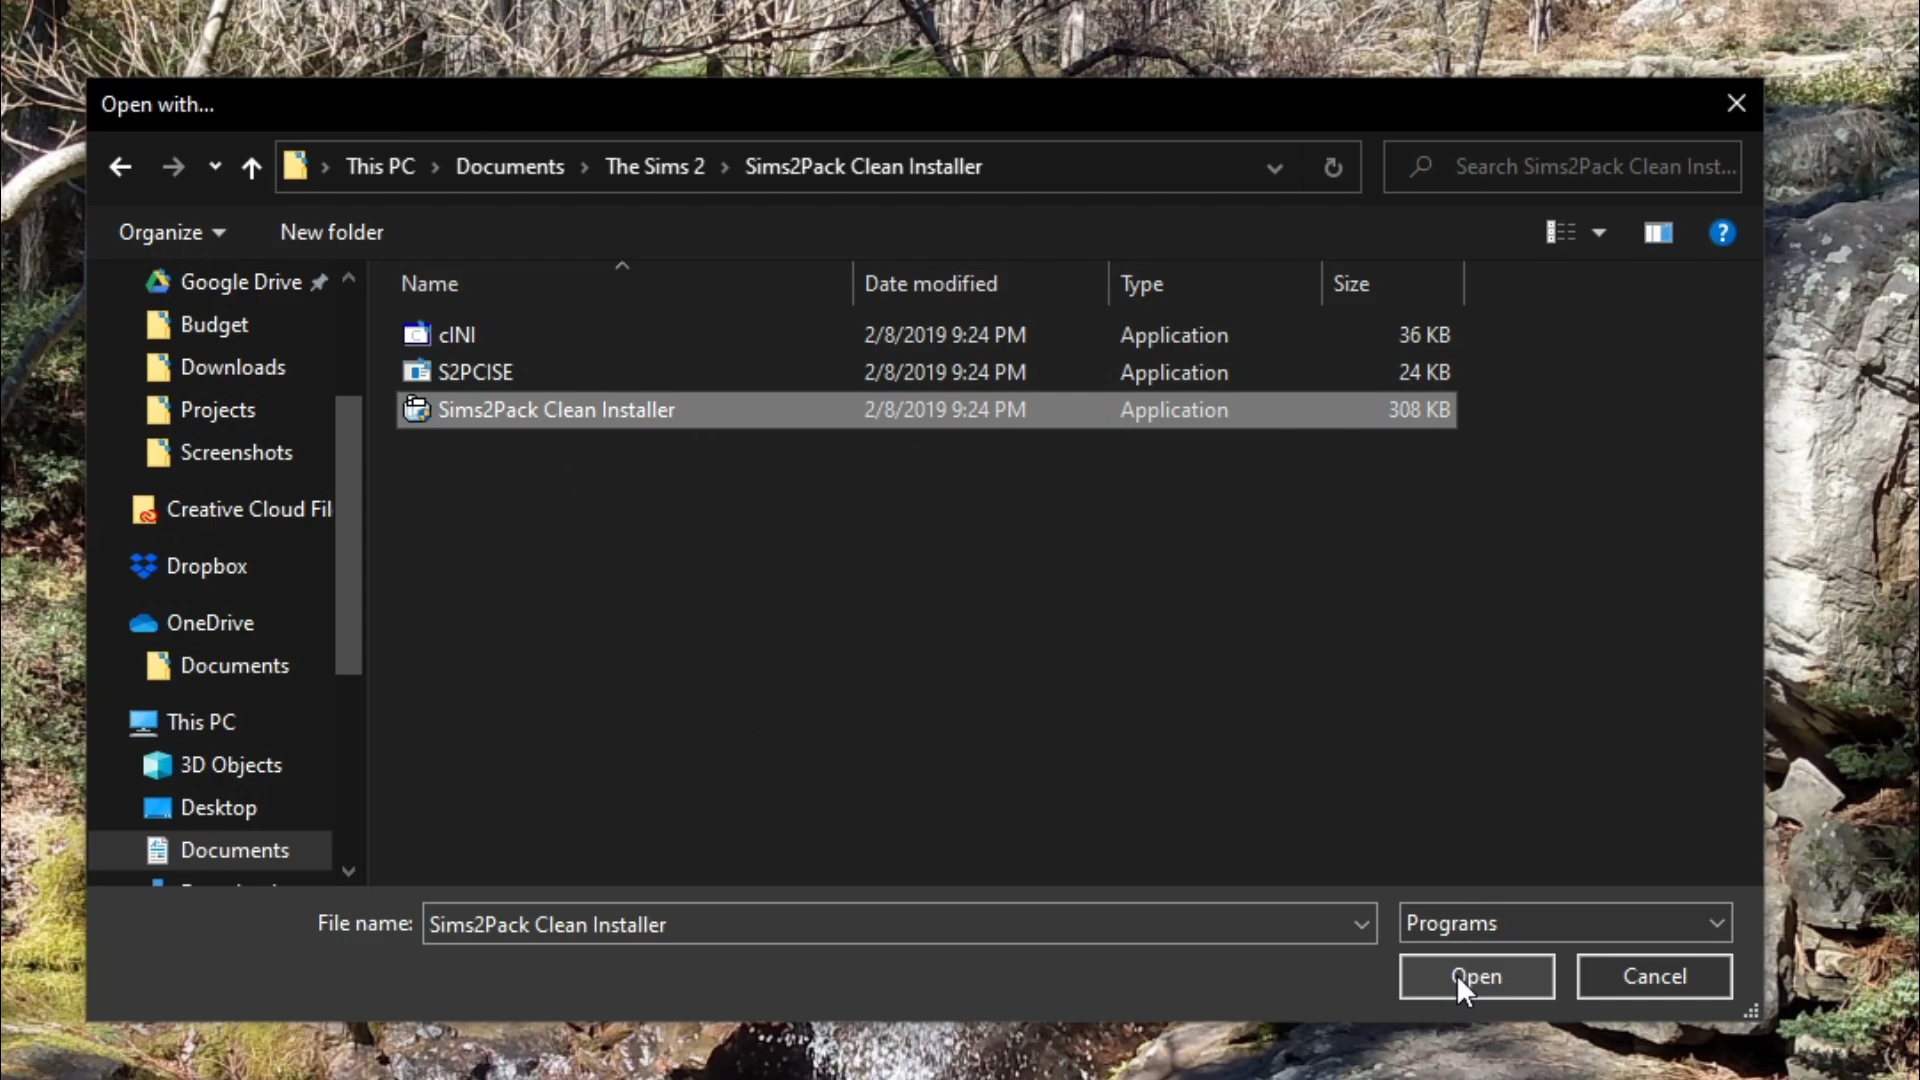 Open with...
This PC > Documents > The Sims 2 > Sims2Pack Clean Installer
Search Sims2Pack Clean Inst...
Organize
New folder
Name
Date modified
Type
Size
Google Drive
Budget
Downloads
Projects
Screenshots
Creative Cloud Fil
Dropbox
OneDrive
Documents
This PC
3D Objects
Desktop
Documents
cINI 2/8/2019 9:24 PM Application 36 KB
S2PCISE 2/8/2019 9:24 PM Application 24 KB
Sims2Pack Clean Installer 2/8/2019 9:24 PM Application 308 KB
File name: Sims2Pack Clean Installer
Programs
Open
Cancel